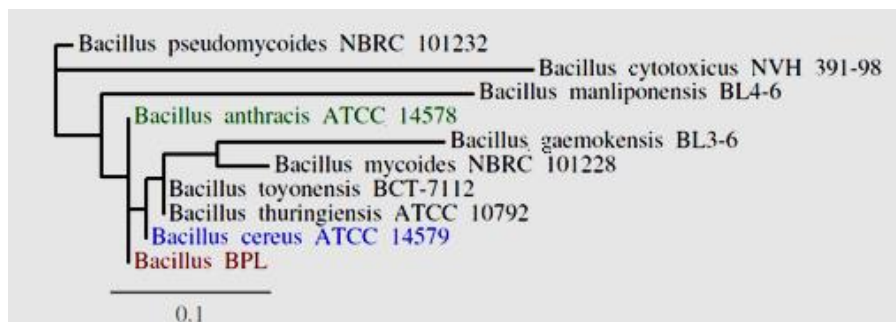 Bacillus pseudomycoides NBRC 101232
Bacillus cytotoxicus NVH 391-98
Bacillus manliponensis BL4-6
Bacillus anthracis ATCC 14578
Bacillus gaemokensis BL3-6
Bacillus mycoides NBRC 101228
Bacillus toyonensis BCT-7112
Bacillus thuringiensis ATCC 10792
Bacillus cereus ATCC 14579
Bacillus BPL
0.1